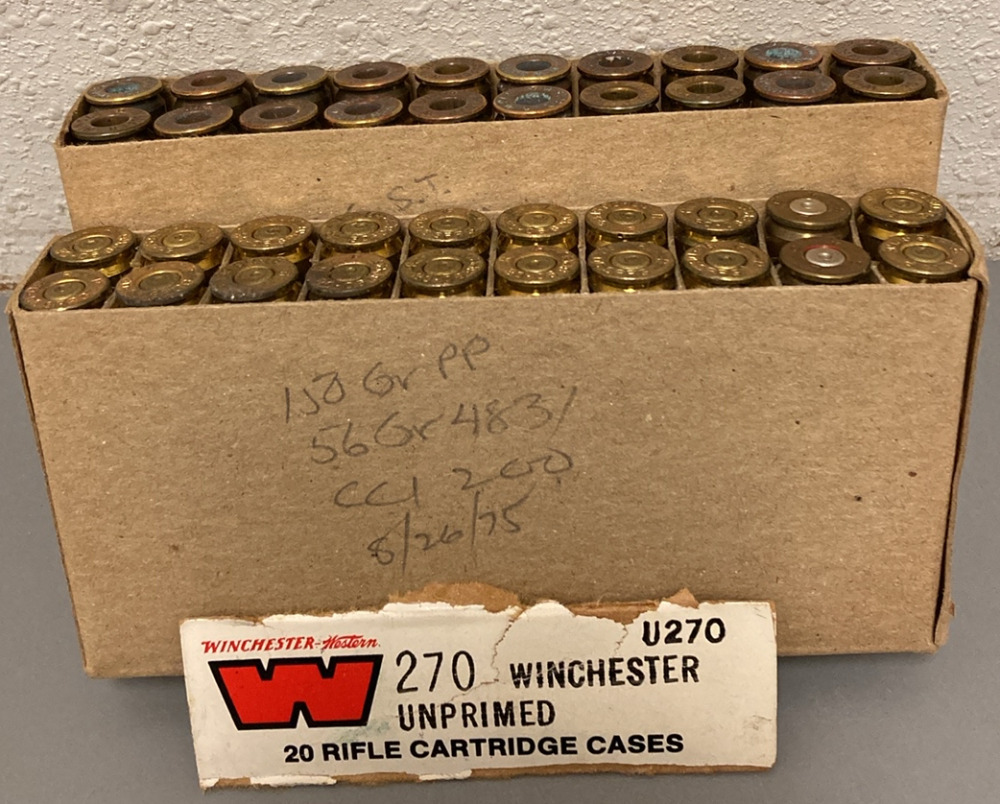 S.T.
150 Gr PP
56 Gr 4831
CCI 200
8/26/75
WINCHESTER-Western
U270
W 270 WINCHESTER
UNPRIMED
20 RIFLE CARTRIDGE CASES